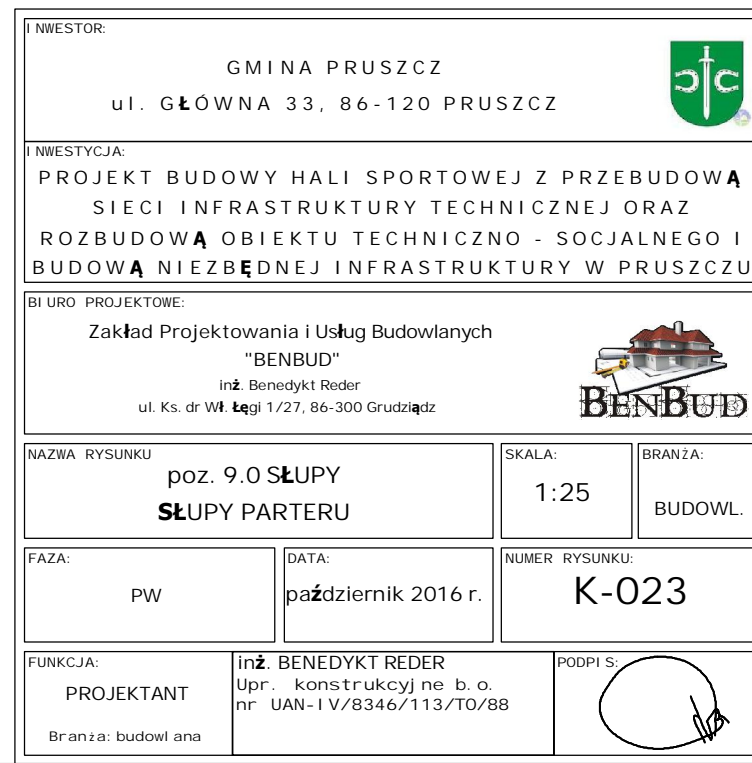 INWESTOR:
GMINA PRUSZCZ
ul. GŁÓWNA 33, 86-120 PRUSZCZ
INWESTYCJA:
PROJEKT BUDOWY HALI SPORTOWEJ Z PRZEBUDOWĄ
SIECI INFRASTRUKTURY TECHNICZNEJ ORAZ
ROZBUDOWĄ OBIEKTU TECHNICZNO - SOCJALNEGO I
BUDOWĄ NIEZBĘDNEJ INFRASTRUKTURY W PRUSZCZU
BIURO PROJEKTOWE:
Zakład Projektowania i Usług Budowlanych
"BENBUD"
inż. Benedykt Reder
ul. Ks. dr Wł. Łęgi 1/27, 86-300 Grudziądz
BENBUD
NAZWA RYSUNKU
poz. 9.0 SŁUPY
SŁUPY PARTERU
SKALA:
1:25
BRANŻA:
BUDOWL.
FAZA:
PW
DATA:
październik 2016 r.
NUMER RYSUNKU:
K-023
FUNKCJA:
PROJEKTANT
Branża: budowlana
inż. BENEDYKT REDER
Upr. konstrukcyjne b.o.
nr UAN-IV/8346/113/TO/88
PODPIS: